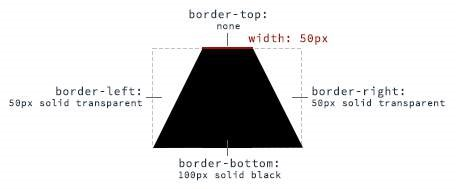 border-top:
none
width: 50px
border-left:
50px solid transparent
border-right:
50px solid transparent
border-bottom:
100px solid black